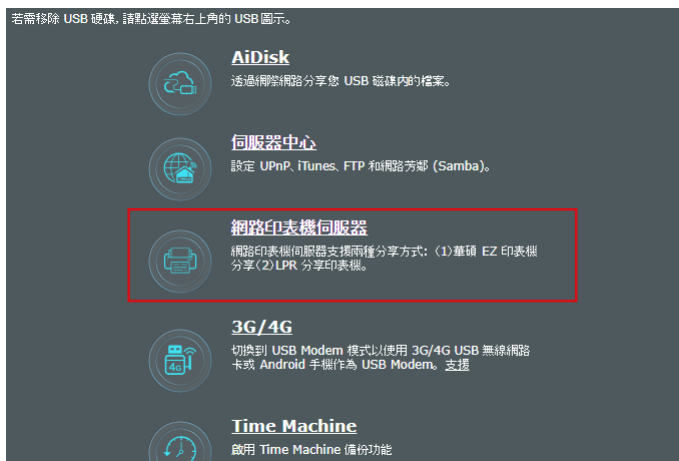 若需移除 USB 硬碟, 請點選螢幕右上角的 USB 圖示。
AiDisk
透過網際網路分享您 USB 磁碟內的檔案。
伺服器中心
設定 UPnP、iTunes、FTP 和網路芳鄰 (Samba)。
網路印表機伺服器
網路印表機伺服器支援兩種分享方式:（1)華碩 EZ 印表機
分享(2)LPR 分享印表機。
3G/4G
切換到 USB Modem 模式以使用 3G/4G USB 無線網路
卡或 Android 手機作為 USB Modem。支援
4G
Time Machine
啟用 Time Machine 備份功能